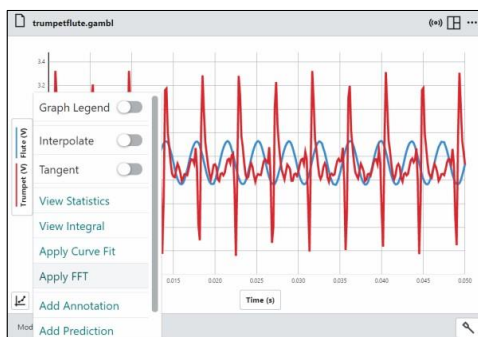 trumpetflute.gambl
3.4
3.2
Trumpet (V) Flute (V)
Graph Legend
Interpolate
Tangent
View Statistics
View Integral
Apply Curve Fit
Apply FFT
Add Annotation
Add Prediction
0.015
0.020
0.025
0.030
0.035
0.040
0.045
0.050
Time (s)
Mod